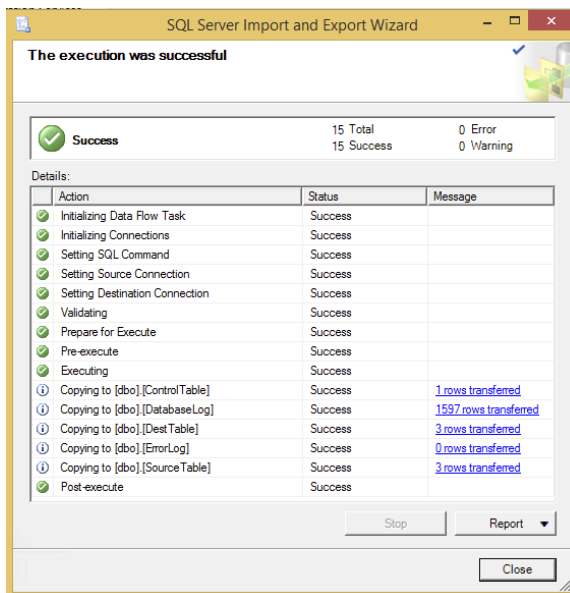 SQL Server Import and Export Wizard
The execution was successful
Success
15 Total
0 Error
15 Success
0 Warning
Details:
Action Status Message
Initializing Data Flow Task Success
Initializing Connections Success
Setting SQL Command Success
Setting Source Connection Success
Setting Destination Connection Success
Validating Success
Prepare for Execute Success
Pre-execute Success
Executing Success
Copying to [dbo].[ControlTable] Success 1 rows transferred
Copying to [dbo].[DatabaseLog] Success 1597 rows transferred
Copying to [dbo].[DestTable] Success 3 rows transferred
Copying to [dbo].[ErrorLog] Success 0 rows transferred
Copying to [dbo].[SourceTable] Success 3 rows transferred
Post-execute Success
Stop Report
Close